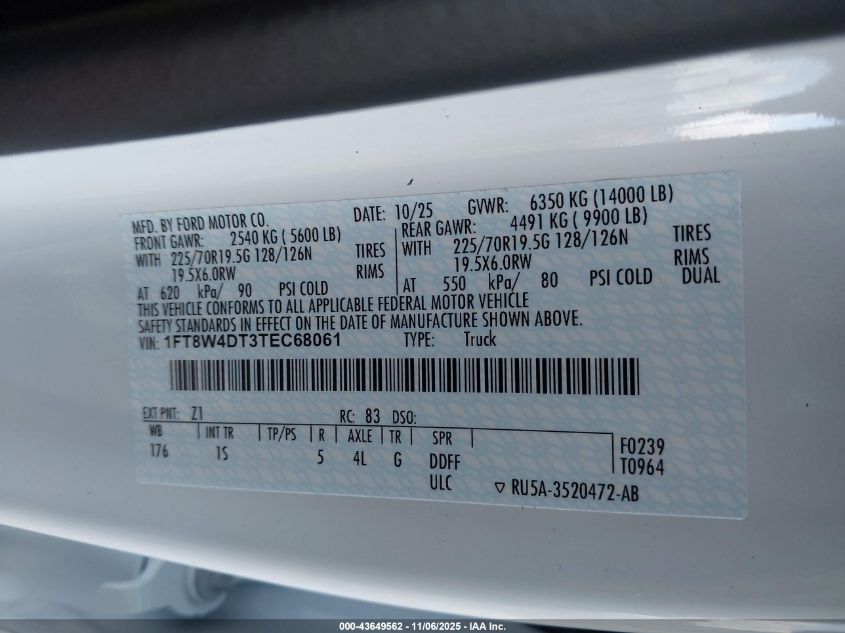 MFD. BY FORD MOTOR CO. DATE: 10/25 GVWR: 6350 KG (14000 LB)
FRONT GAWR: 2540 KG ( 5600 LB) REAR GAWR: 4491 KG ( 9900 LB)
WITH 225/70R19.5G 128/126N TIRES WITH 225/70R19.5G 128/126N TIRES
19.5X6.0RW RIMS 19.5X6.0RW RIMS
AT 620 kPa/ 90 PSI COLD AT 550 kPa/ 80 PSI COLD DUAL
THIS VEHICLE CONFORMS TO ALL APPLICABLE FEDERAL MOTOR VEHICLE
SAFETY STANDARDS IN EFFECT ON THE DATE OF MANUFACTURE SHOWN ABOVE.
VIN: 1FT8W4DT3TEC68061 TYPE: Truck
EXT PNT: Z1 RC: 83 DSO:
WB INT TR TP/PS R AXLE TR SPR F0239
176 1S 5 4L G DDFF T0964
ULC ▽ RU5A-3520472-AB
000-43649562 - 11/06/2025 - IAA Inc.